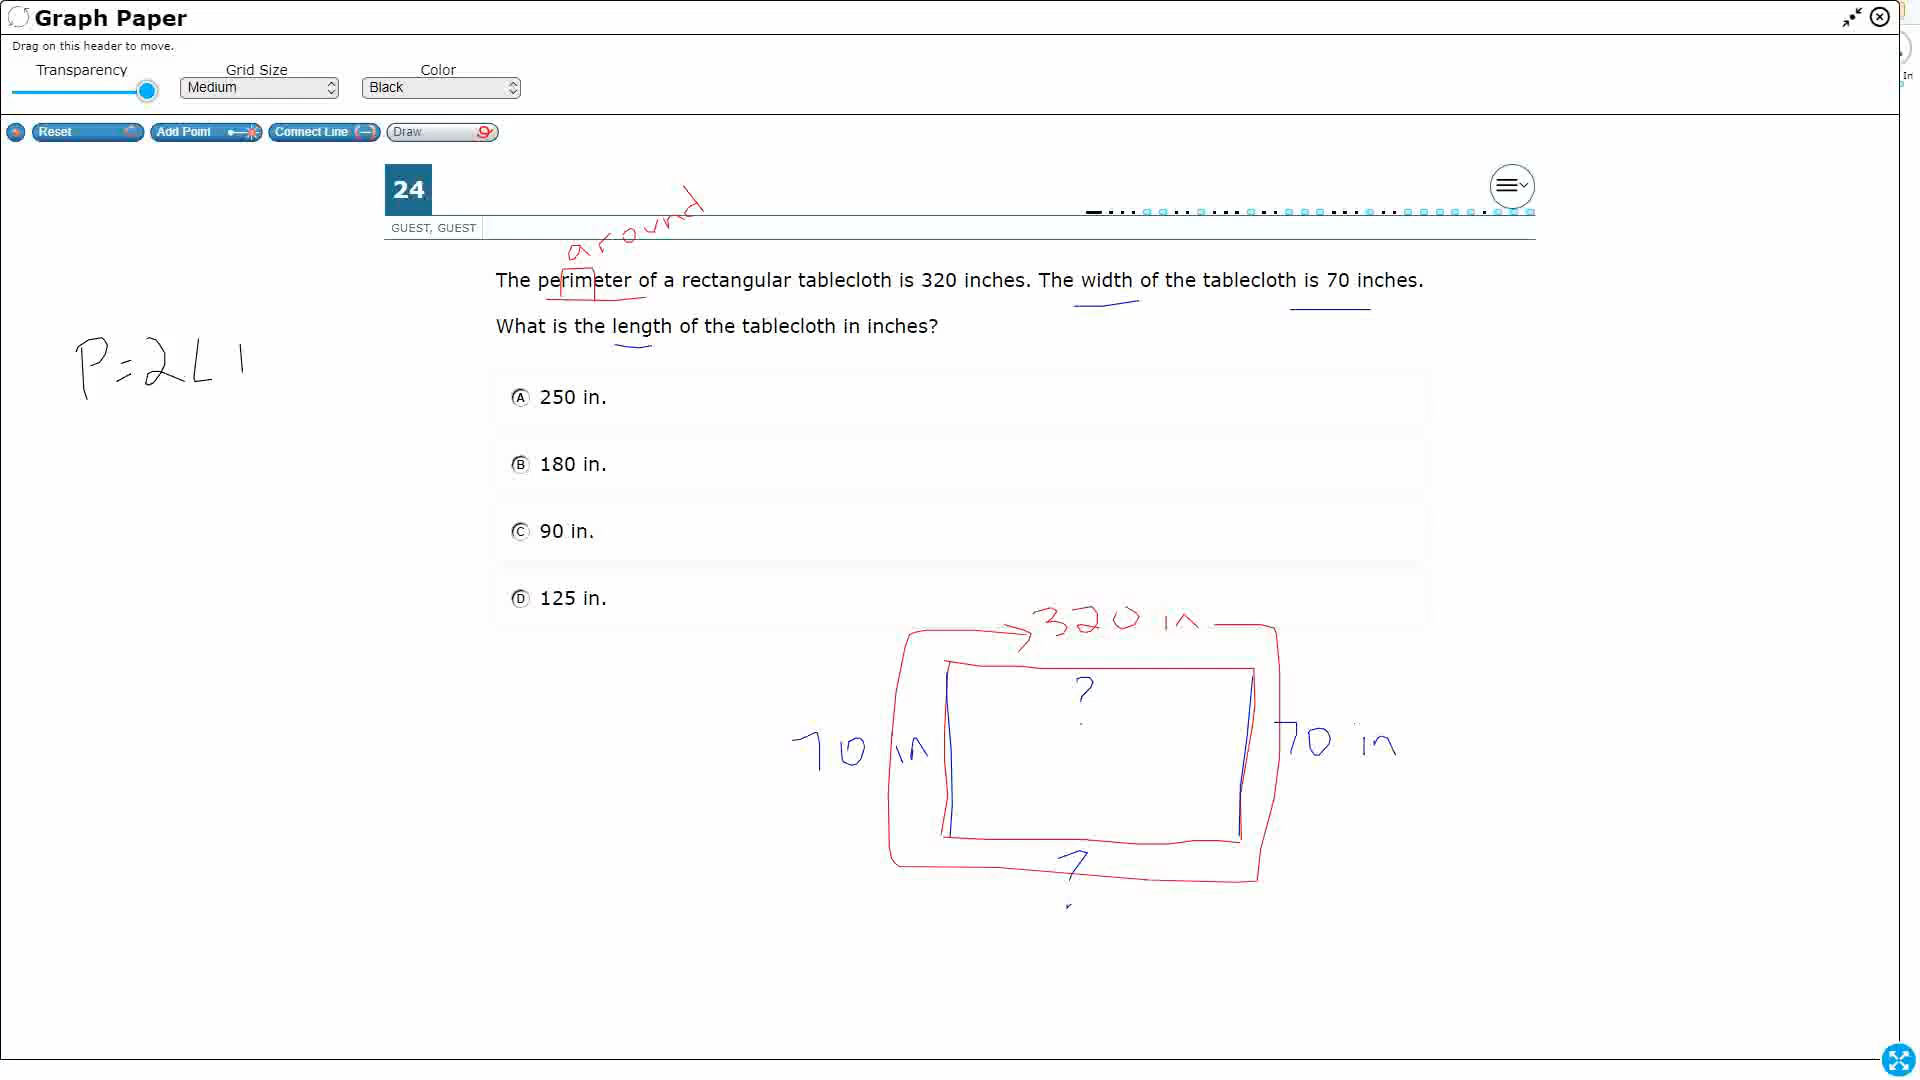 Graph Paper
Drag on this header to move.
Transparency Grid Size Color
Medium Black
Reset Add Point Connect Line Draw
24
GUEST, GUEST
around
The perimeter of a rectangular tablecloth is 320 inches. The width of the tablecloth is 70 inches.
What is the length of the tablecloth in inches?
P=2L
A 250 in.
B 180 in.
C 90 in.
D 125 in.
320 in
?
70 in 70 in
?
In